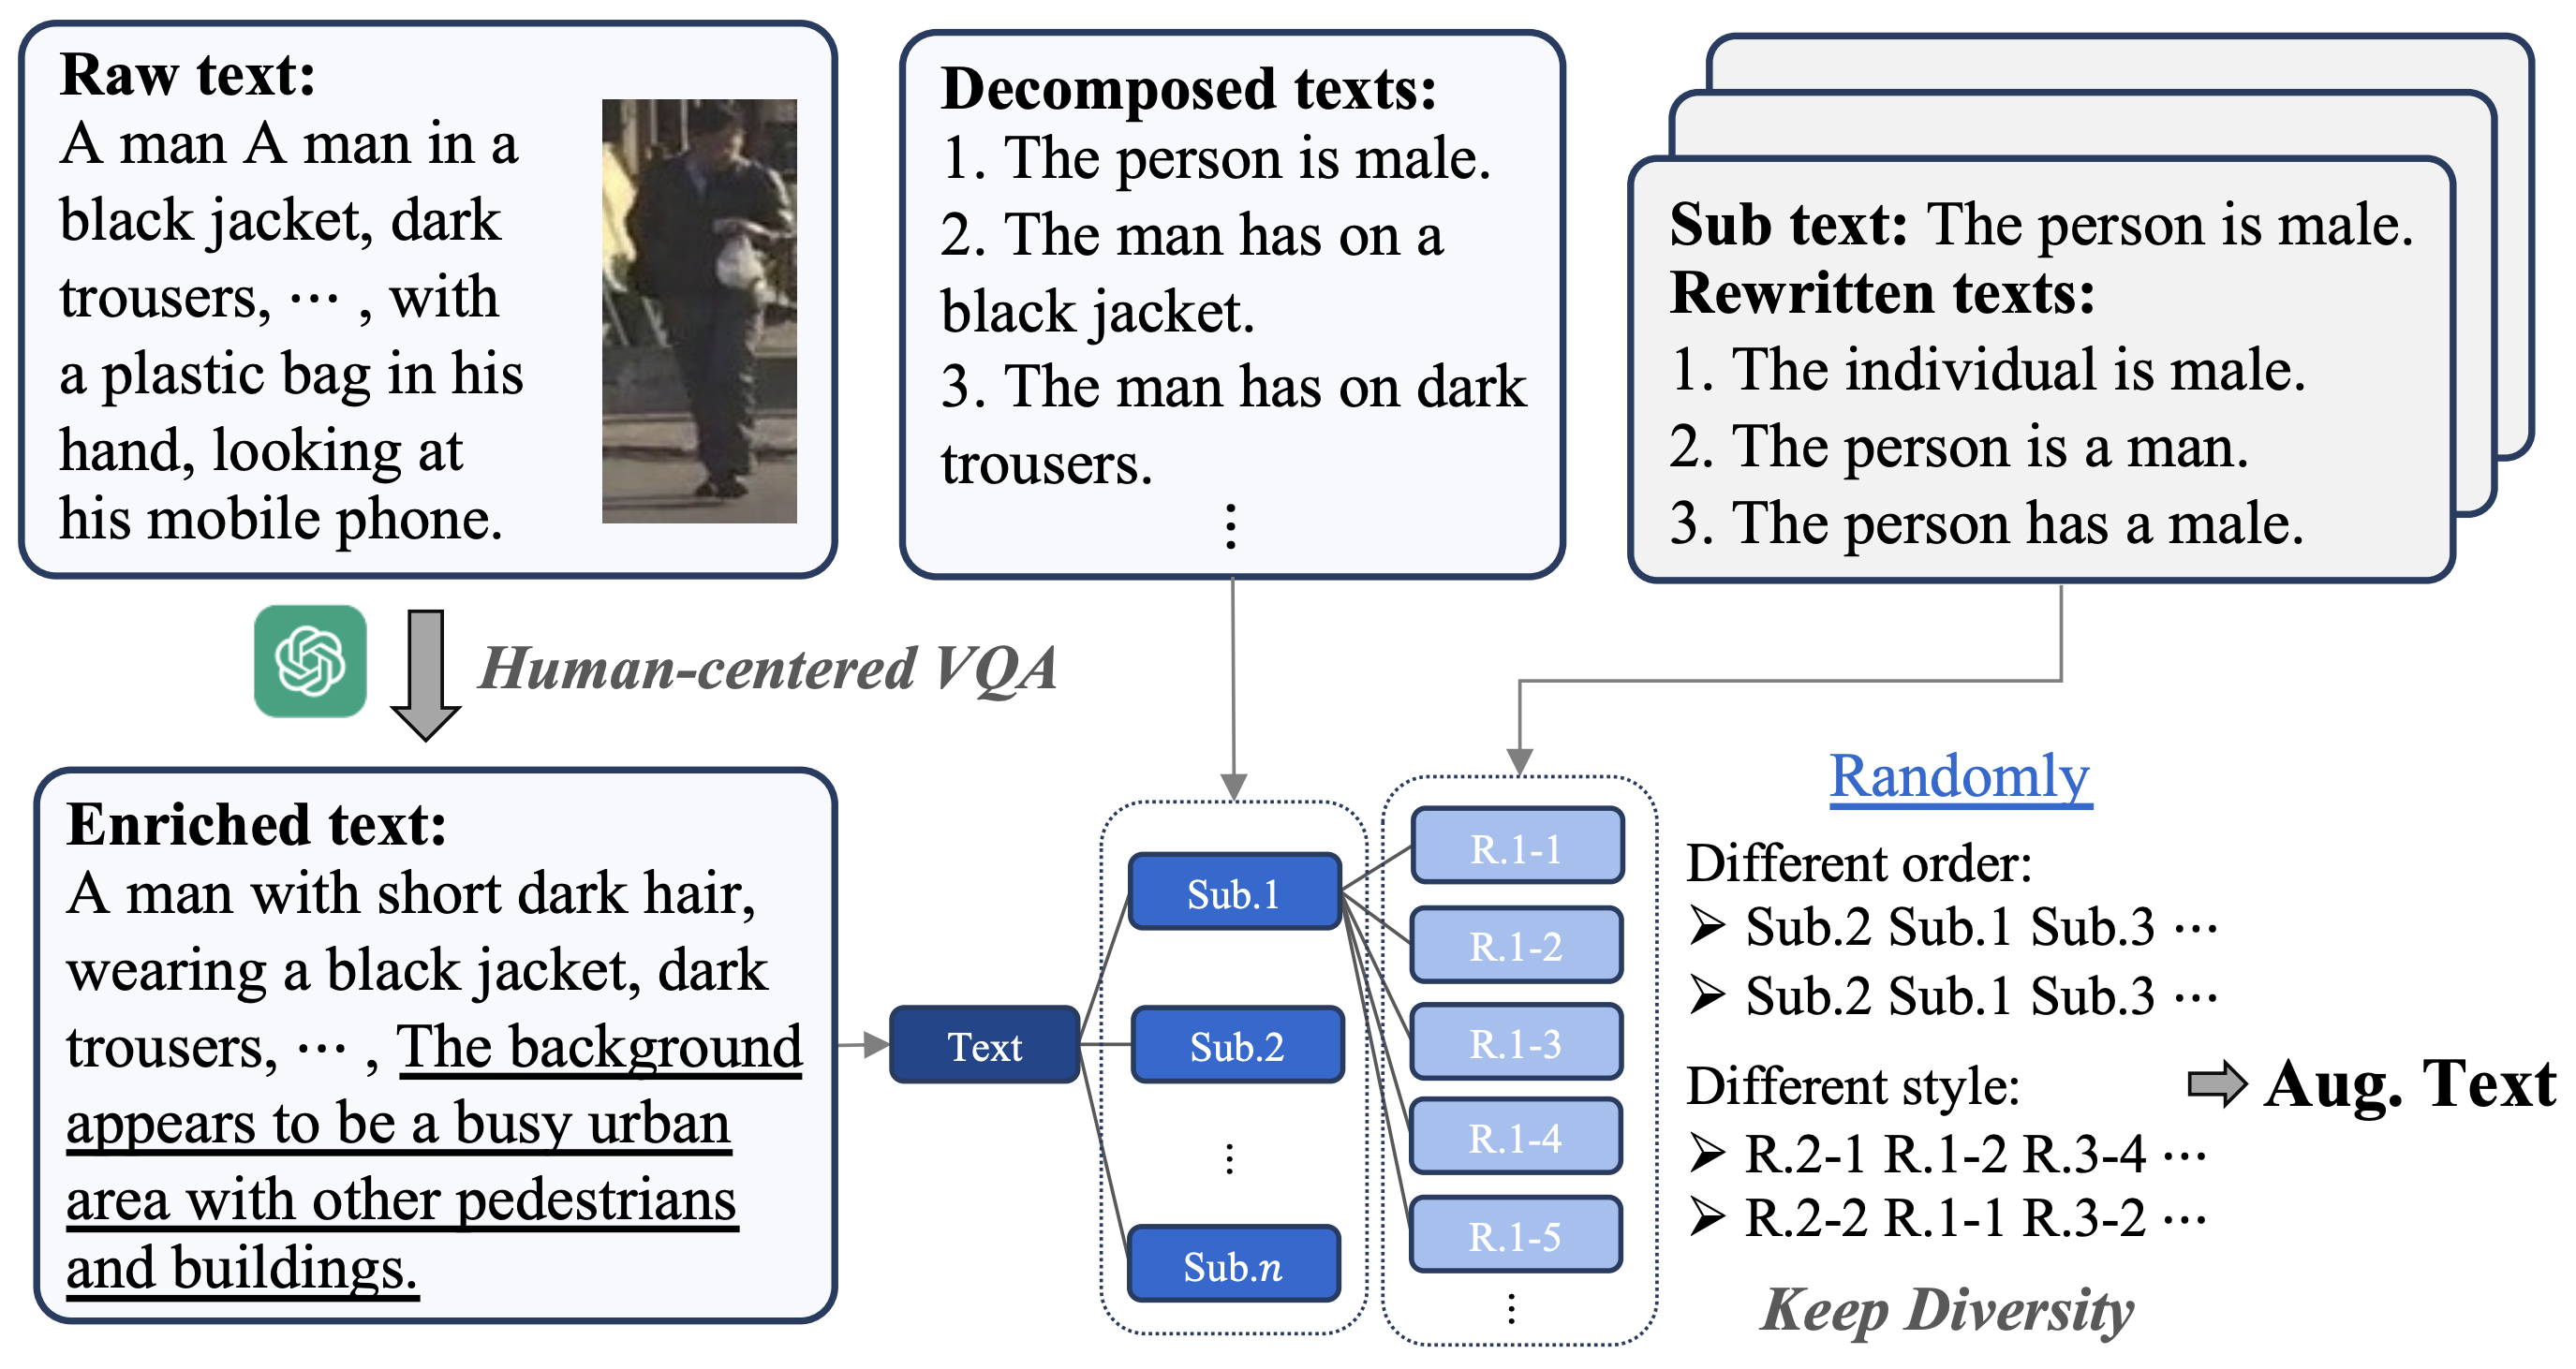 Raw text:
A man A man in a
black jacket, dark
trousers, ··· , with
a plastic bag in his
hand, looking at
his mobile phone.
Decomposed texts:
1. The person is male.
2. The man has on a
black jacket.
3. The man has on dark
trousers.
⋮
Sub text: The person is male.
Rewritten texts:
1. The individual is male.
2. The person is a man.
3. The person has a male.
Human-centered VQA
Enriched text:
A man with short dark hair,
wearing a black jacket, dark
trousers, ··· , The background
appears to be a busy urban
area with other pedestrians
and buildings.
Text
Sub.1
Sub.2
⋮
Sub.n
R.1-1
R.1-2
R.1-3
R.1-4
R.1-5
⋮
Randomly
Different order:
➢ Sub.2 Sub.1 Sub.3 ···
➢ Sub.2 Sub.1 Sub.3 ···
Different style:
➢ R.2-1 R.1-2 R.3-4 ···
➢ R.2-2 R.1-1 R.3-2 ···
Keep Diversity
Aug. Text